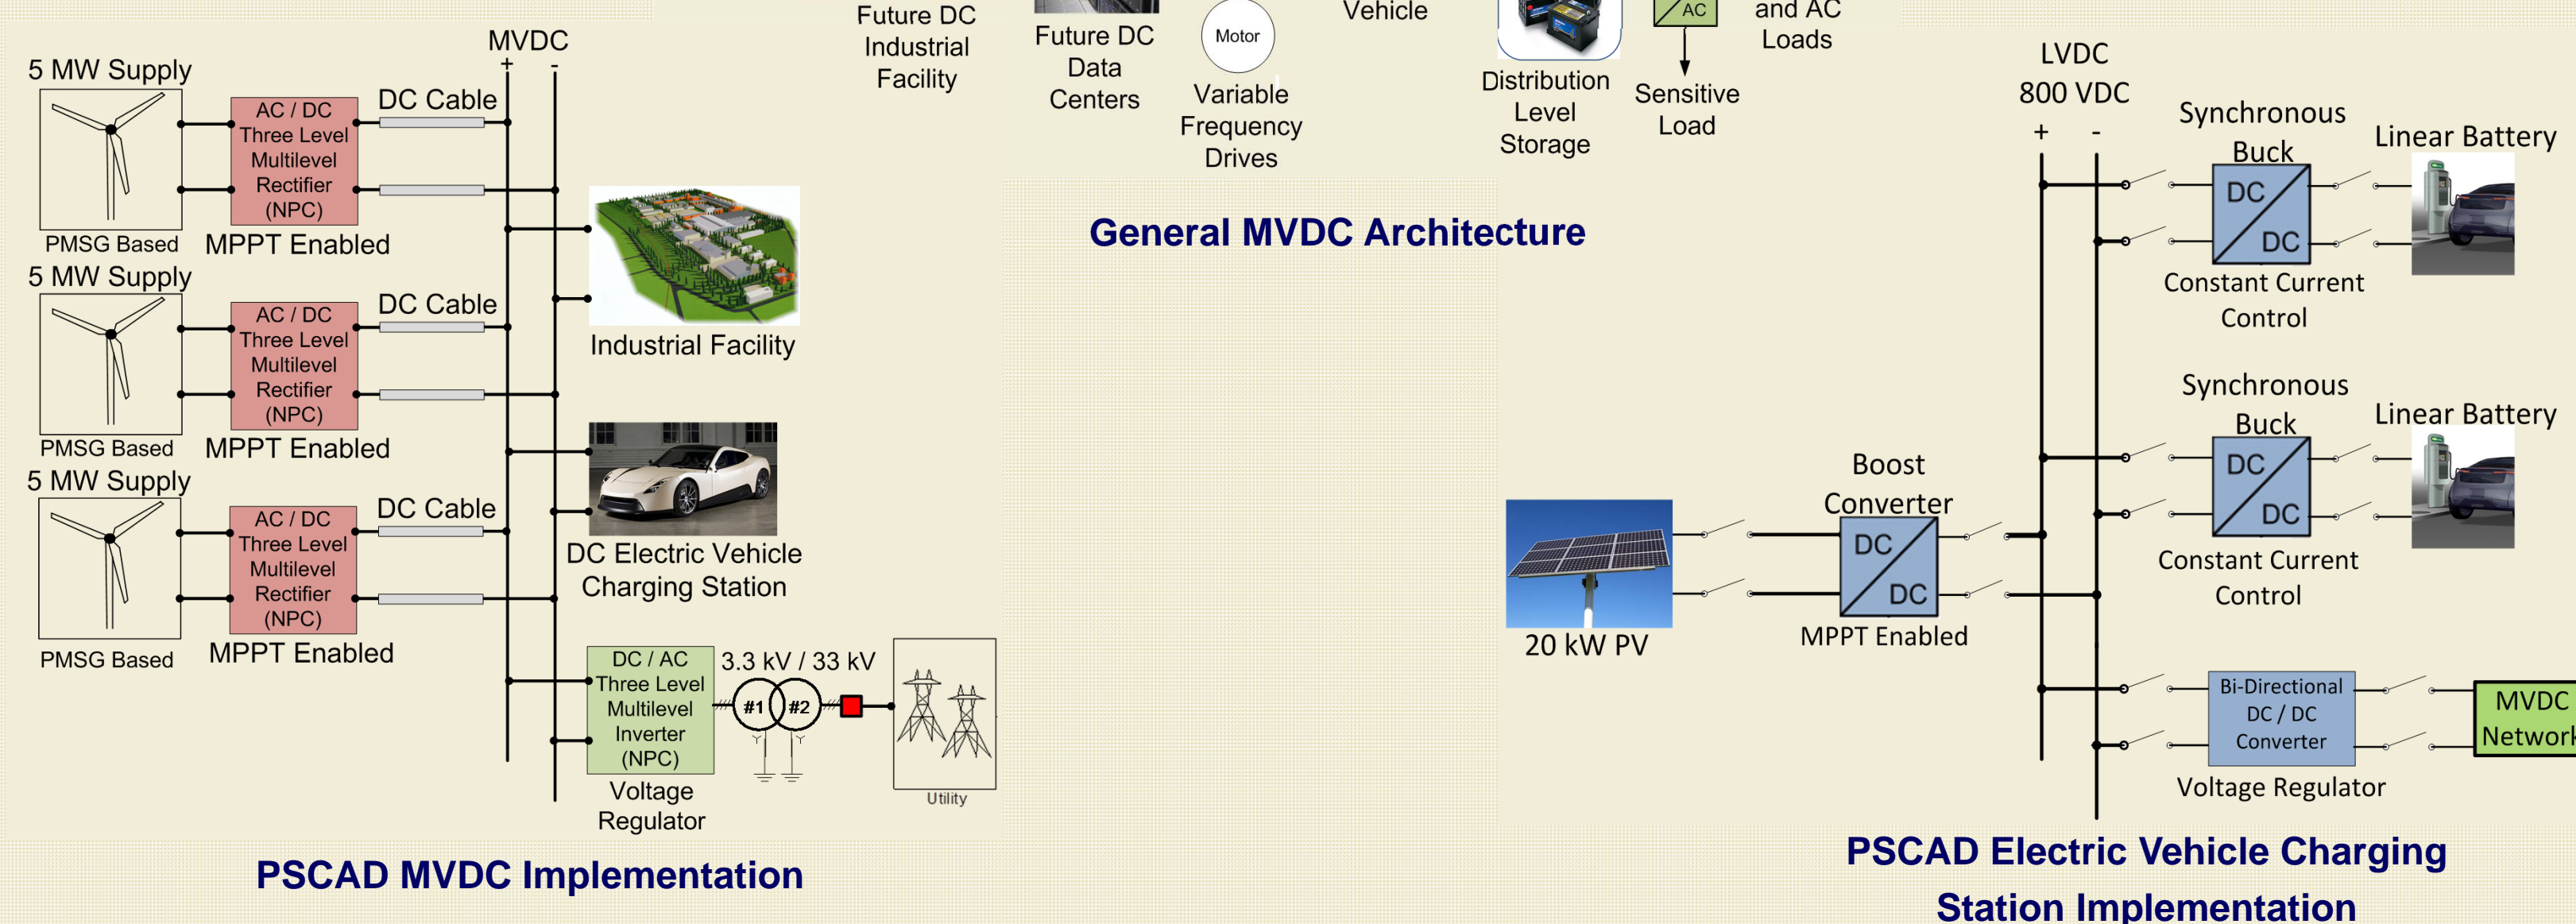 MVDC
+ -
5 MW Supply
AC / DC
Three Level
Multilevel
Rectifier
(NPC)
DC Cable
PMSG Based
MPPT Enabled
5 MW Supply
AC / DC
Three Level
Multilevel
Rectifier
(NPC)
DC Cable
PMSG Based
MPPT Enabled
5 MW Supply
AC / DC
Three Level
Multilevel
Rectifier
(NPC)
DC Cable
PMSG Based
MPPT Enabled
Industrial Facility
DC Electric Vehicle
Charging Station
DC / AC
Three Level
Multilevel
Inverter
(NPC)
Voltage
Regulator
3.3 kV / 33 kV
#1 #2
Utility
PSCAD MVDC Implementation
Future DC
Industrial
Facility
Future DC
Data
Centers
Motor
Variable
Frequency
Drives
Vehicle
Distribution
Level
Storage
AC
Sensitive
Load
and AC
Loads
General MVDC Architecture
LVDC
800 VDC
+ -
Synchronous
Buck
DC
DC
Constant Current
Control
Linear Battery
Synchronous
Buck
DC
DC
Constant Current
Control
Linear Battery
Boost
Converter
DC
DC
MPPT Enabled
20 kW PV
Bi-Directional
DC / DC
Converter
Voltage Regulator
MVDC
Network
PSCAD Electric Vehicle Charging
Station Implementation